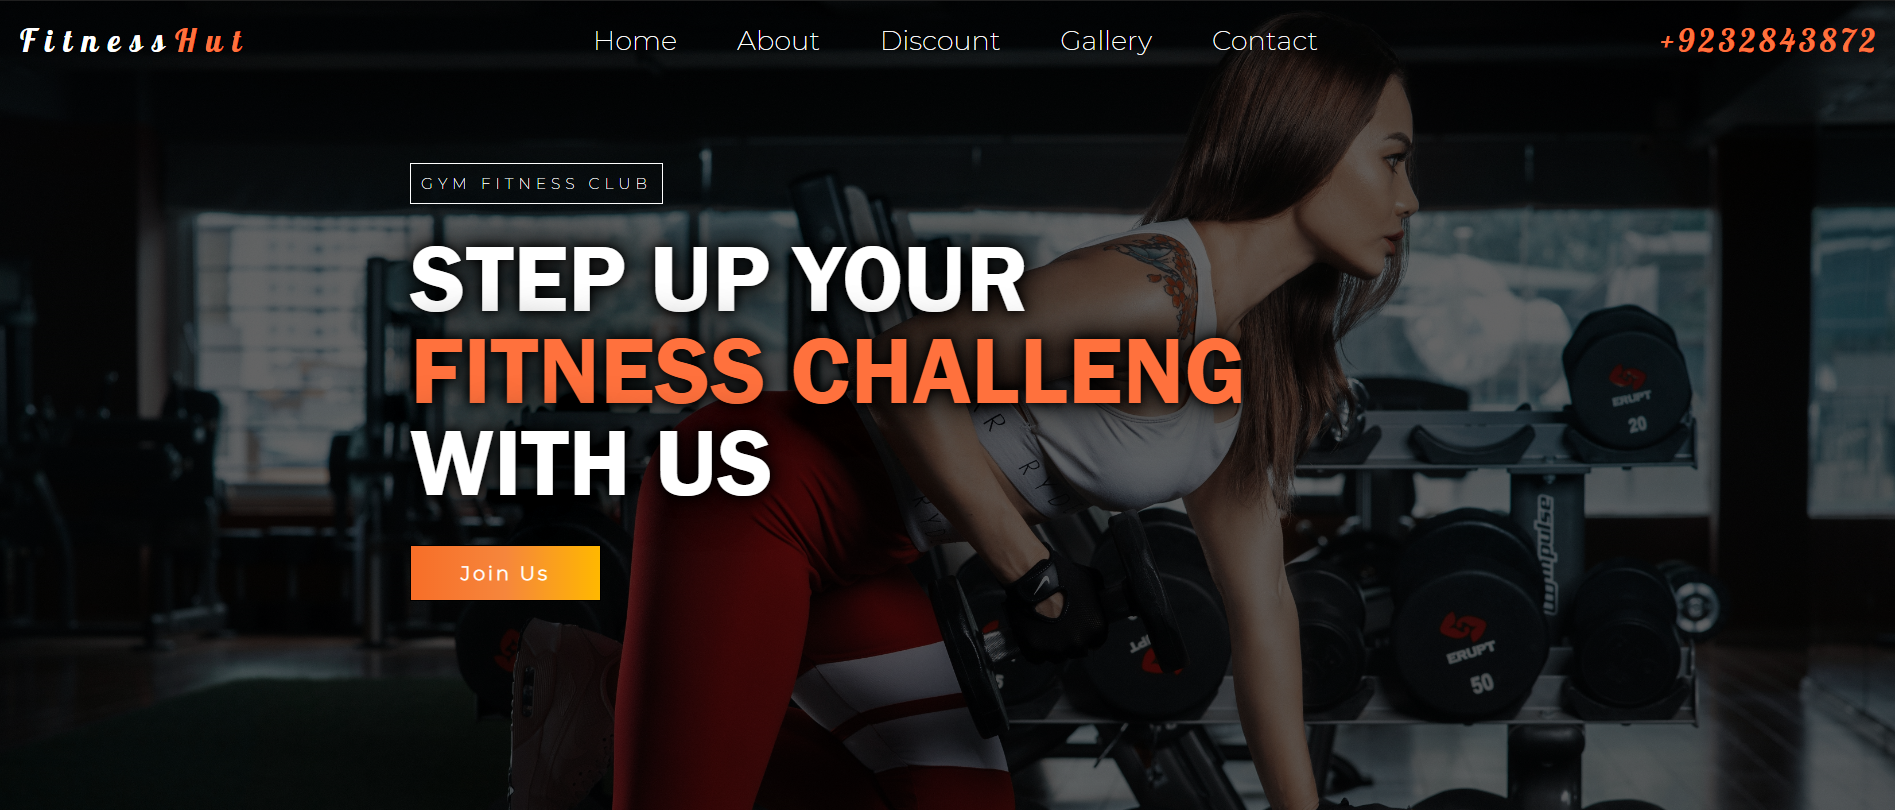 FitnessHut
Home About Discount Gallery Contact
+9232843872
GYM FITNESS CLUB
STEP UP YOUR
FITNESS CHALLENG
WITH US
Join Us
ERUPT
20
ERUPT
50